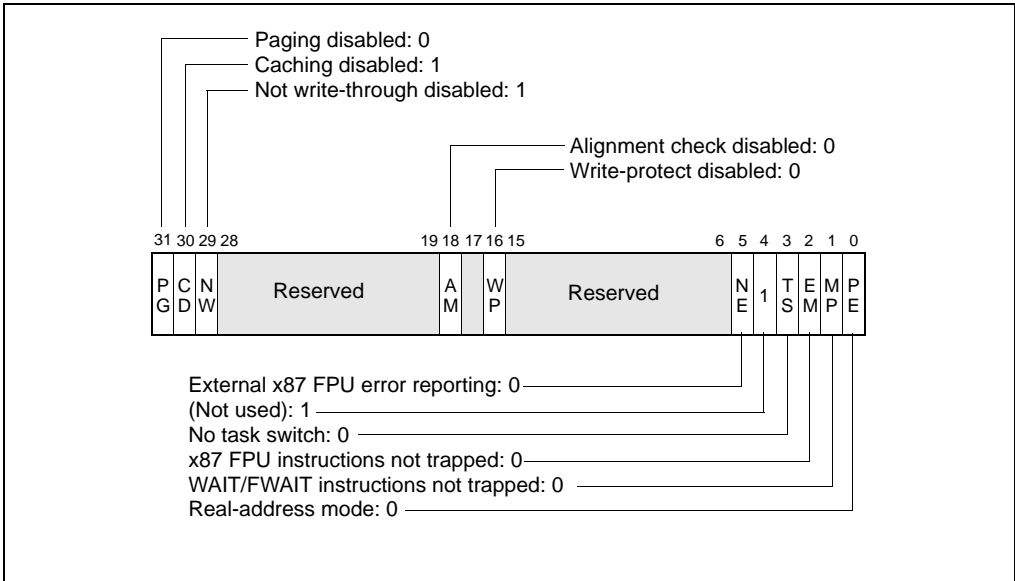 Paging disabled: 0
Caching disabled: 1
Not write-through disabled: 1
Alignment check disabled: 0
Write-protect disabled: 0
31 30 29 28 19 18 17 16 15 6 5 4 3 2 1 0
P C N Reserved A W Reserved N 1 T E M P
G D W M P E S M P E
External x87 FPU error reporting: 0
(Not used): 1
No task switch: 0
x87 FPU instructions not trapped: 0
WAIT/FWAIT instructions not trapped: 0
Real-address mode: 0